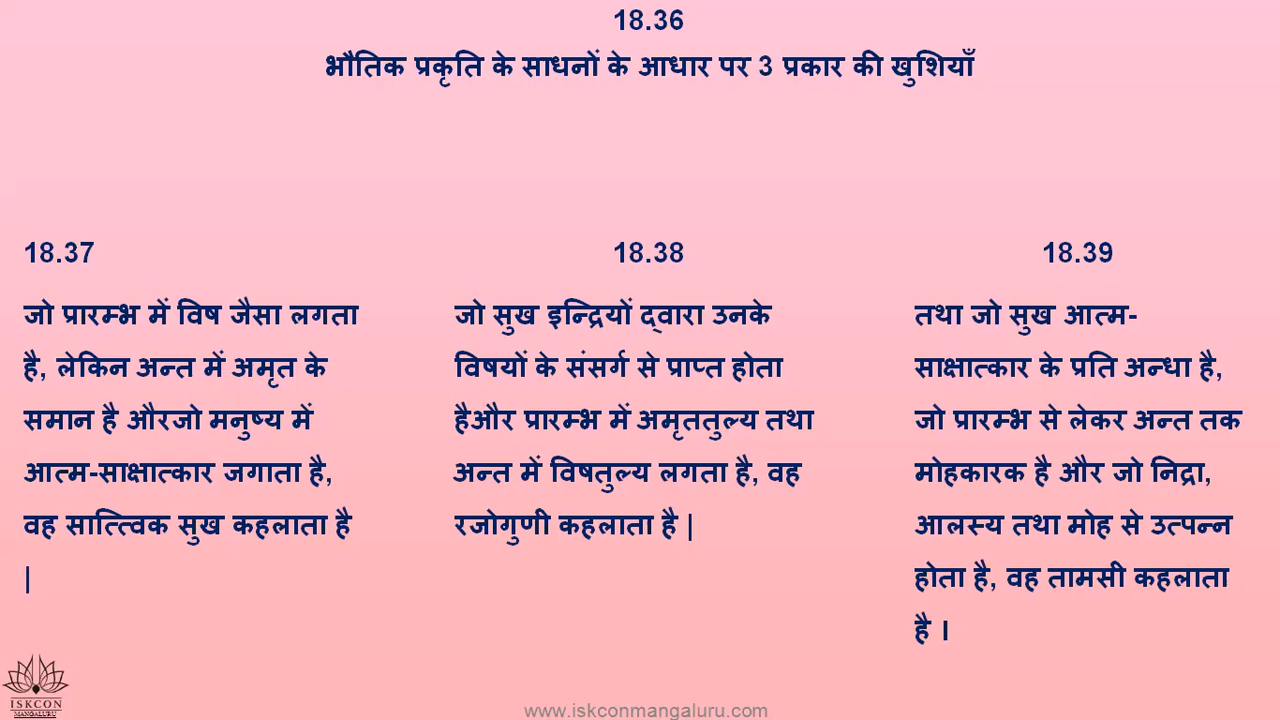 18.36
भौतिक प्रकृति के साधनों के आधार पर 3 प्रकार की खुशियाँ
18.37
जो प्रारम्भ में विष जैसा लगता
है, लेकिन अन्त में अमृत के
समान है औरजो मनुष्य में
आत्म-साक्षात्कार जगाता है,
वह सात्त्विक सुख कहलाता है
|
18.38
जो सुख इन्द्रियों द्वारा उनके
विषयों के संसर्ग से प्राप्त होता
हैऔर प्रारम्भ में अमृततुल्य तथा
अन्त में विषतुल्य लगता है, वह
रजोगुणी कहलाता है |
18.39
तथा जो सुख आत्म-
साक्षात्कार के प्रति अन्धा है,
जो प्रारम्भ से लेकर अन्त तक
मोहकारक है और जो निद्रा,
आलस्य तथा मोह से उत्पन्न
होता है, वह तामसी कहलाता
है ।
ISKCON
MANGALURU
www.iskconmangaluru.com